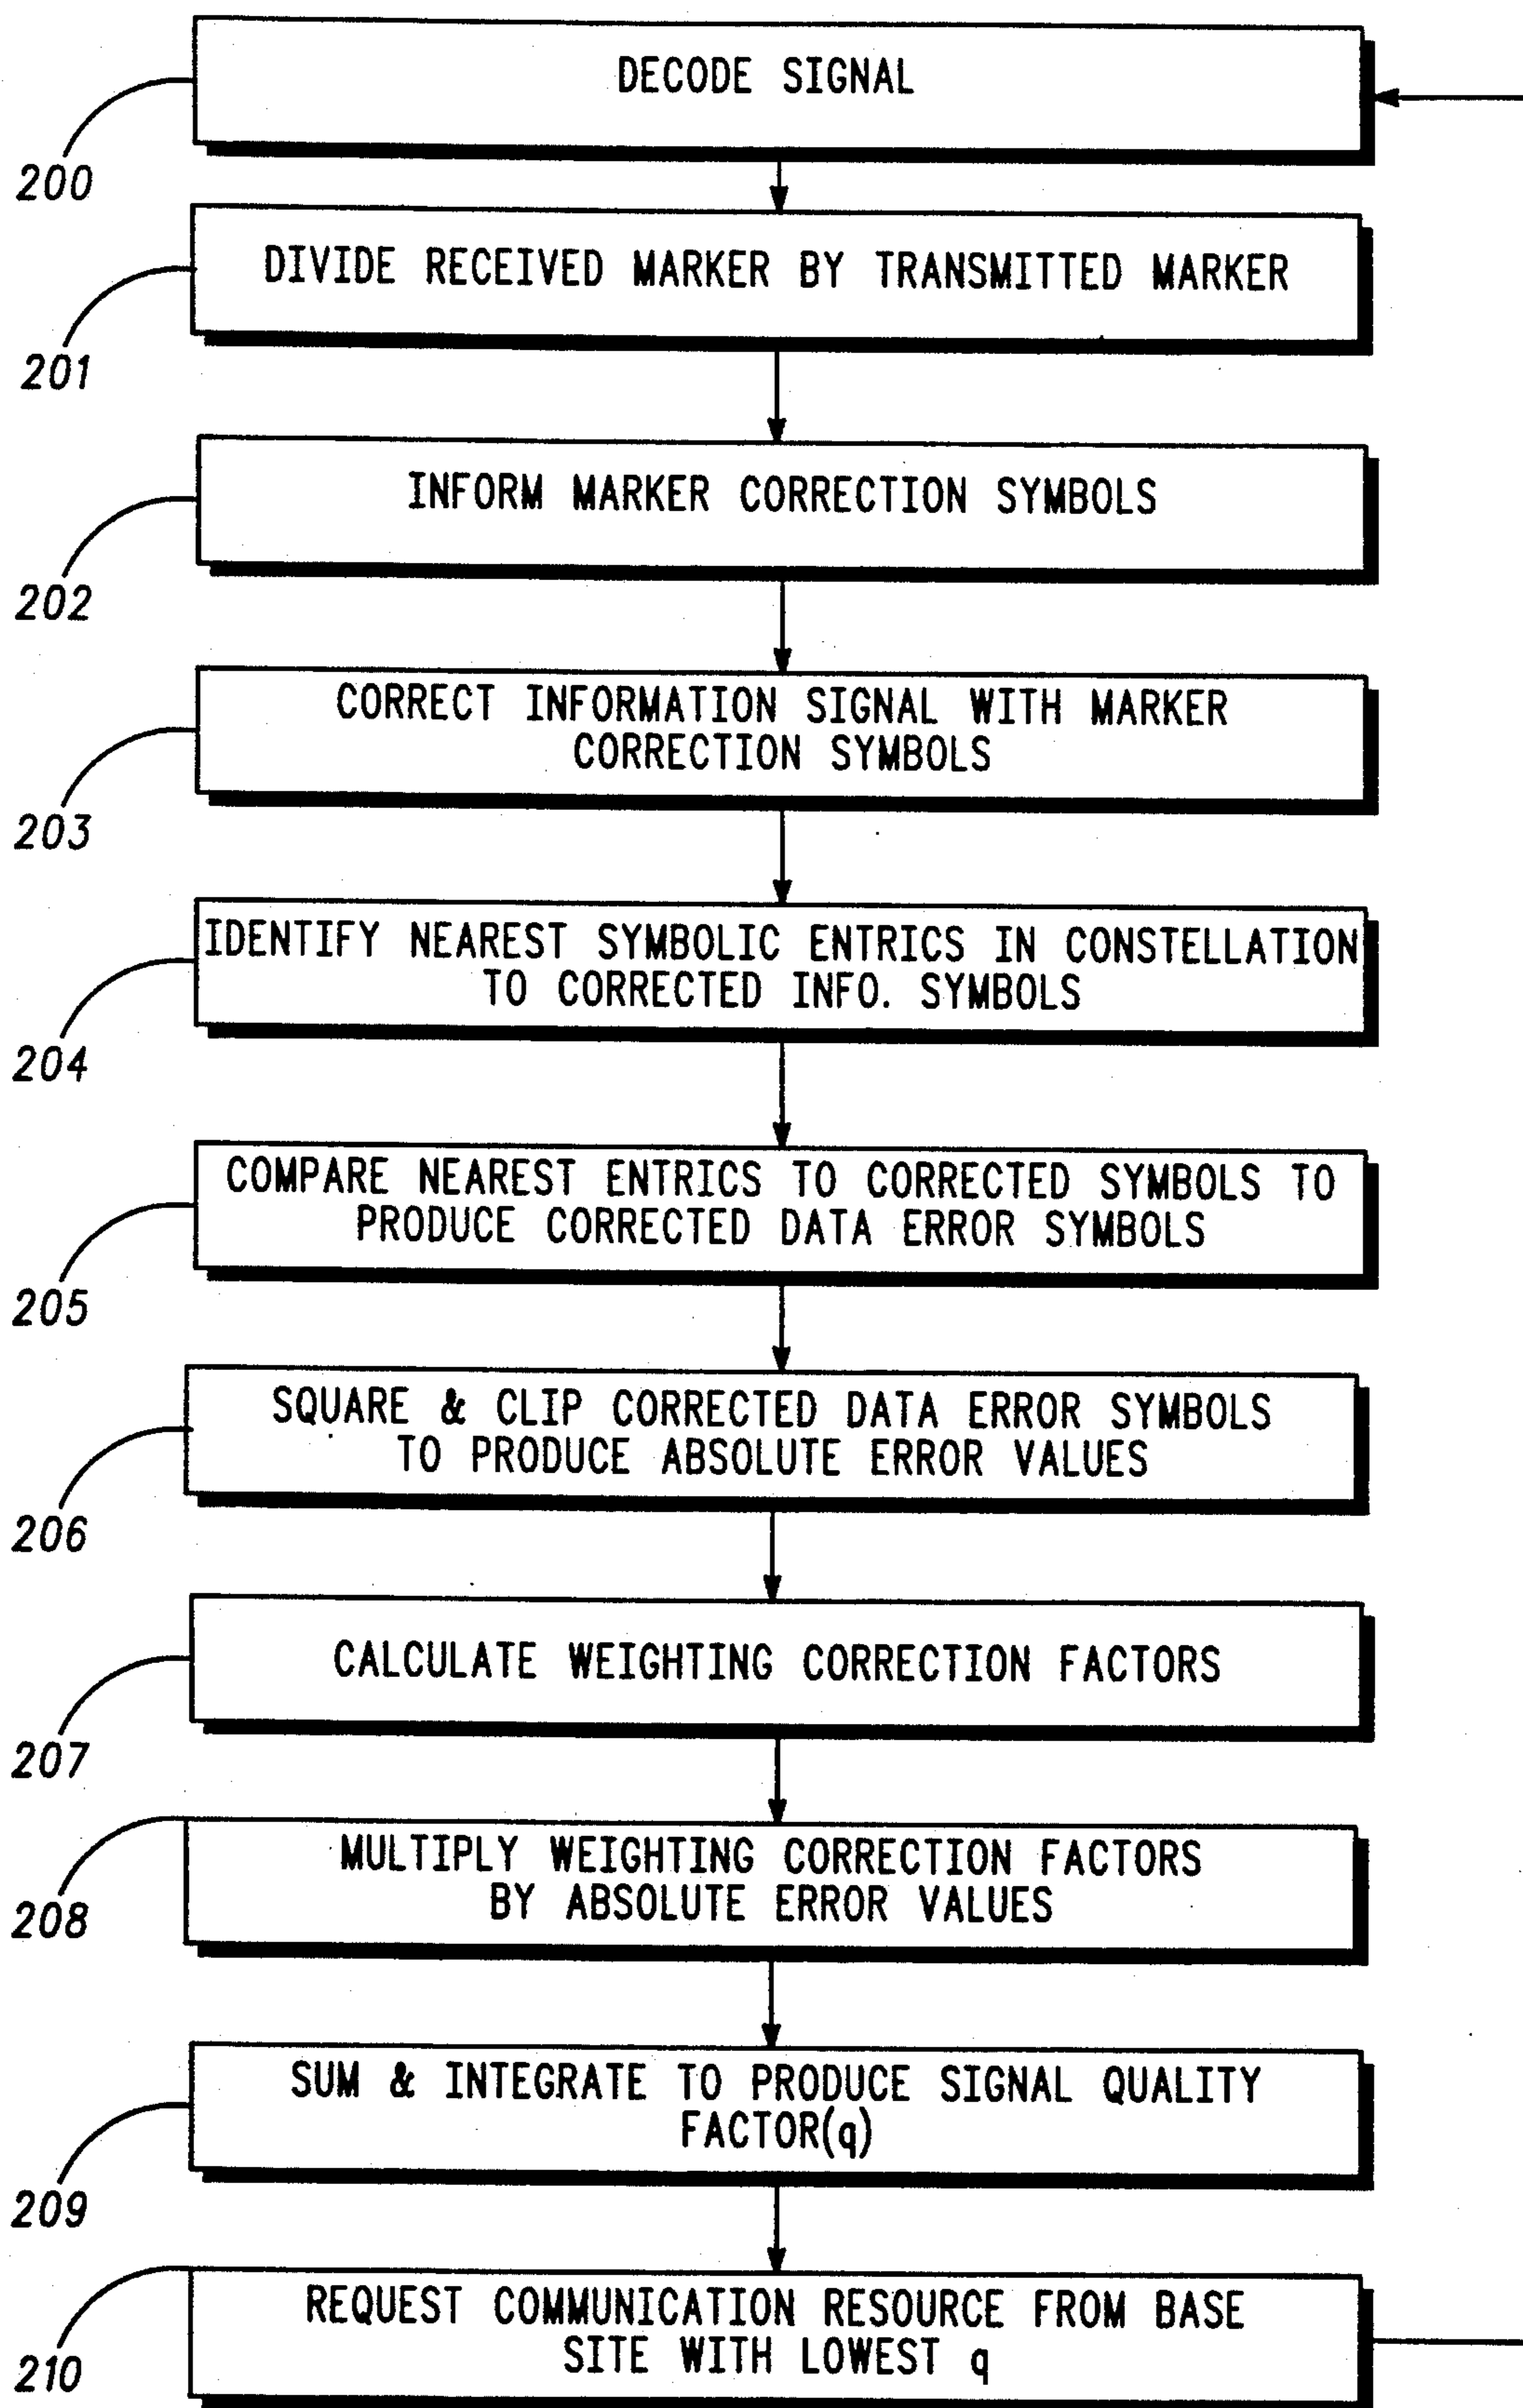 DECODE SIGNAL
200
DIVIDE RECEIVED MARKER BY TRANSMITTED MARKER
201
INFORM MARKER CORRECTION SYMBOLS
202
CORRECT INFORMATION SIGNAL WITH MARKER
CORRECTION SYMBOLS
203
IDENTIFY NEAREST SYMBOLIC ENTRICS IN CONSTELLATION
TO CORRECTED INFO. SYMBOLS
204
COMPARE NEAREST ENTRICS TO CORRECTED SYMBOLS TO
PRODUCE CORRECTED DATA ERROR SYMBOLS
205
SQUARE & CLIP CORRECTED DATA ERROR SYMBOLS
TO PRODUCE ABSOLUTE ERROR VALUES
206
CALCULATE WEIGHTING CORRECTION FACTORS
207
MULTIPLY WEIGHTING CORRECTION FACTORS
BY ABSOLUTE ERROR VALUES
208
SUM & INTEGRATE TO PRODUCE SIGNAL QUALITY
FACTOR(q)
209
REQUEST COMMUNICATION RESOURCE FROM BASE
SITE WITH LOWEST q
210